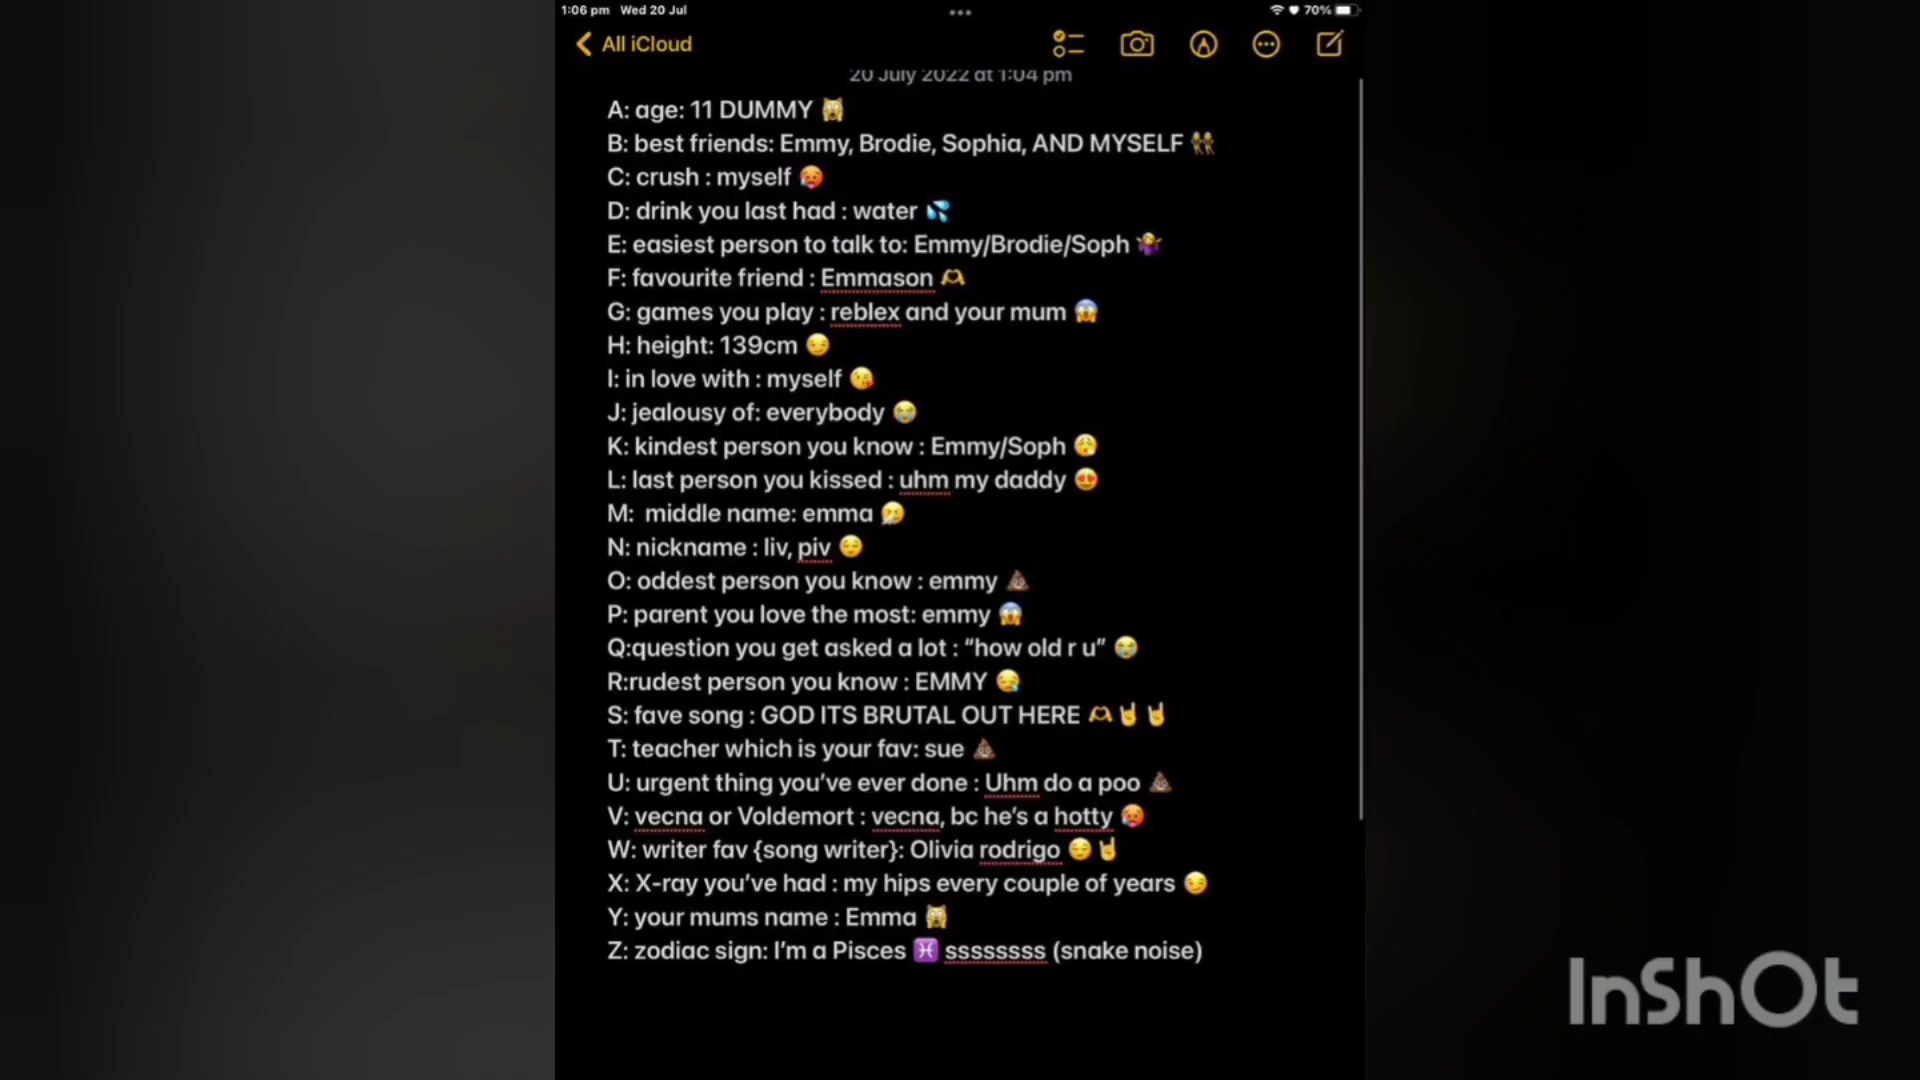 1:06 pm Wed 20 Jul
70%
All iCloud
20 July 2022 at 1:04 pm
A: age: 11 DUMMY 🙀
B: best friends: Emmy, Brodie, Sophia, AND MYSELF 👯
C: crush : myself 🥵
D: drink you last had : water 💦
E: easiest person to talk to: Emmy/Brodie/Soph 🤷‍♀️
F: favourite friend : Emmason 🫶
G: games you play : reblex and your mum 😱
H: height: 139cm 😏
I: in love with : myself 😘
J: jealousy of: everybody 😭
K: kindest person you know : Emmy/Soph 😮‍💨
L: last person you kissed : uhm my daddy 😍
M:  middle name: emma 🤧
N: nickname : liv, piv 😌
O: oddest person you know : emmy 💩
P: parent you love the most: emmy 😱
Q:question you get asked a lot : “how old r u” 😭
R:rudest person you know : EMMY 😪
S: fave song : GOD ITS BRUTAL OUT HERE 🫶🤘🤘
T: teacher which is your fav: sue 💩
U: urgent thing you’ve ever done : Uhm do a poo 💩
V: vecna or Voldemort : vecna, bc he’s a hotty 🥵
W: writer fav {song writer}: Olivia rodrigo 😌🤘
X: X-ray you’ve had : my hips every couple of years 😏
Y: your mums name : Emma 🙀
Z: zodiac sign: I’m a Pisces ♓ ssssssss (snake noise)
InShOt